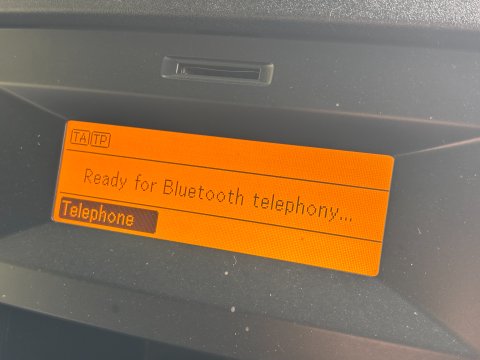 TA TP
Ready for Bluetooth telephony...
Telephone